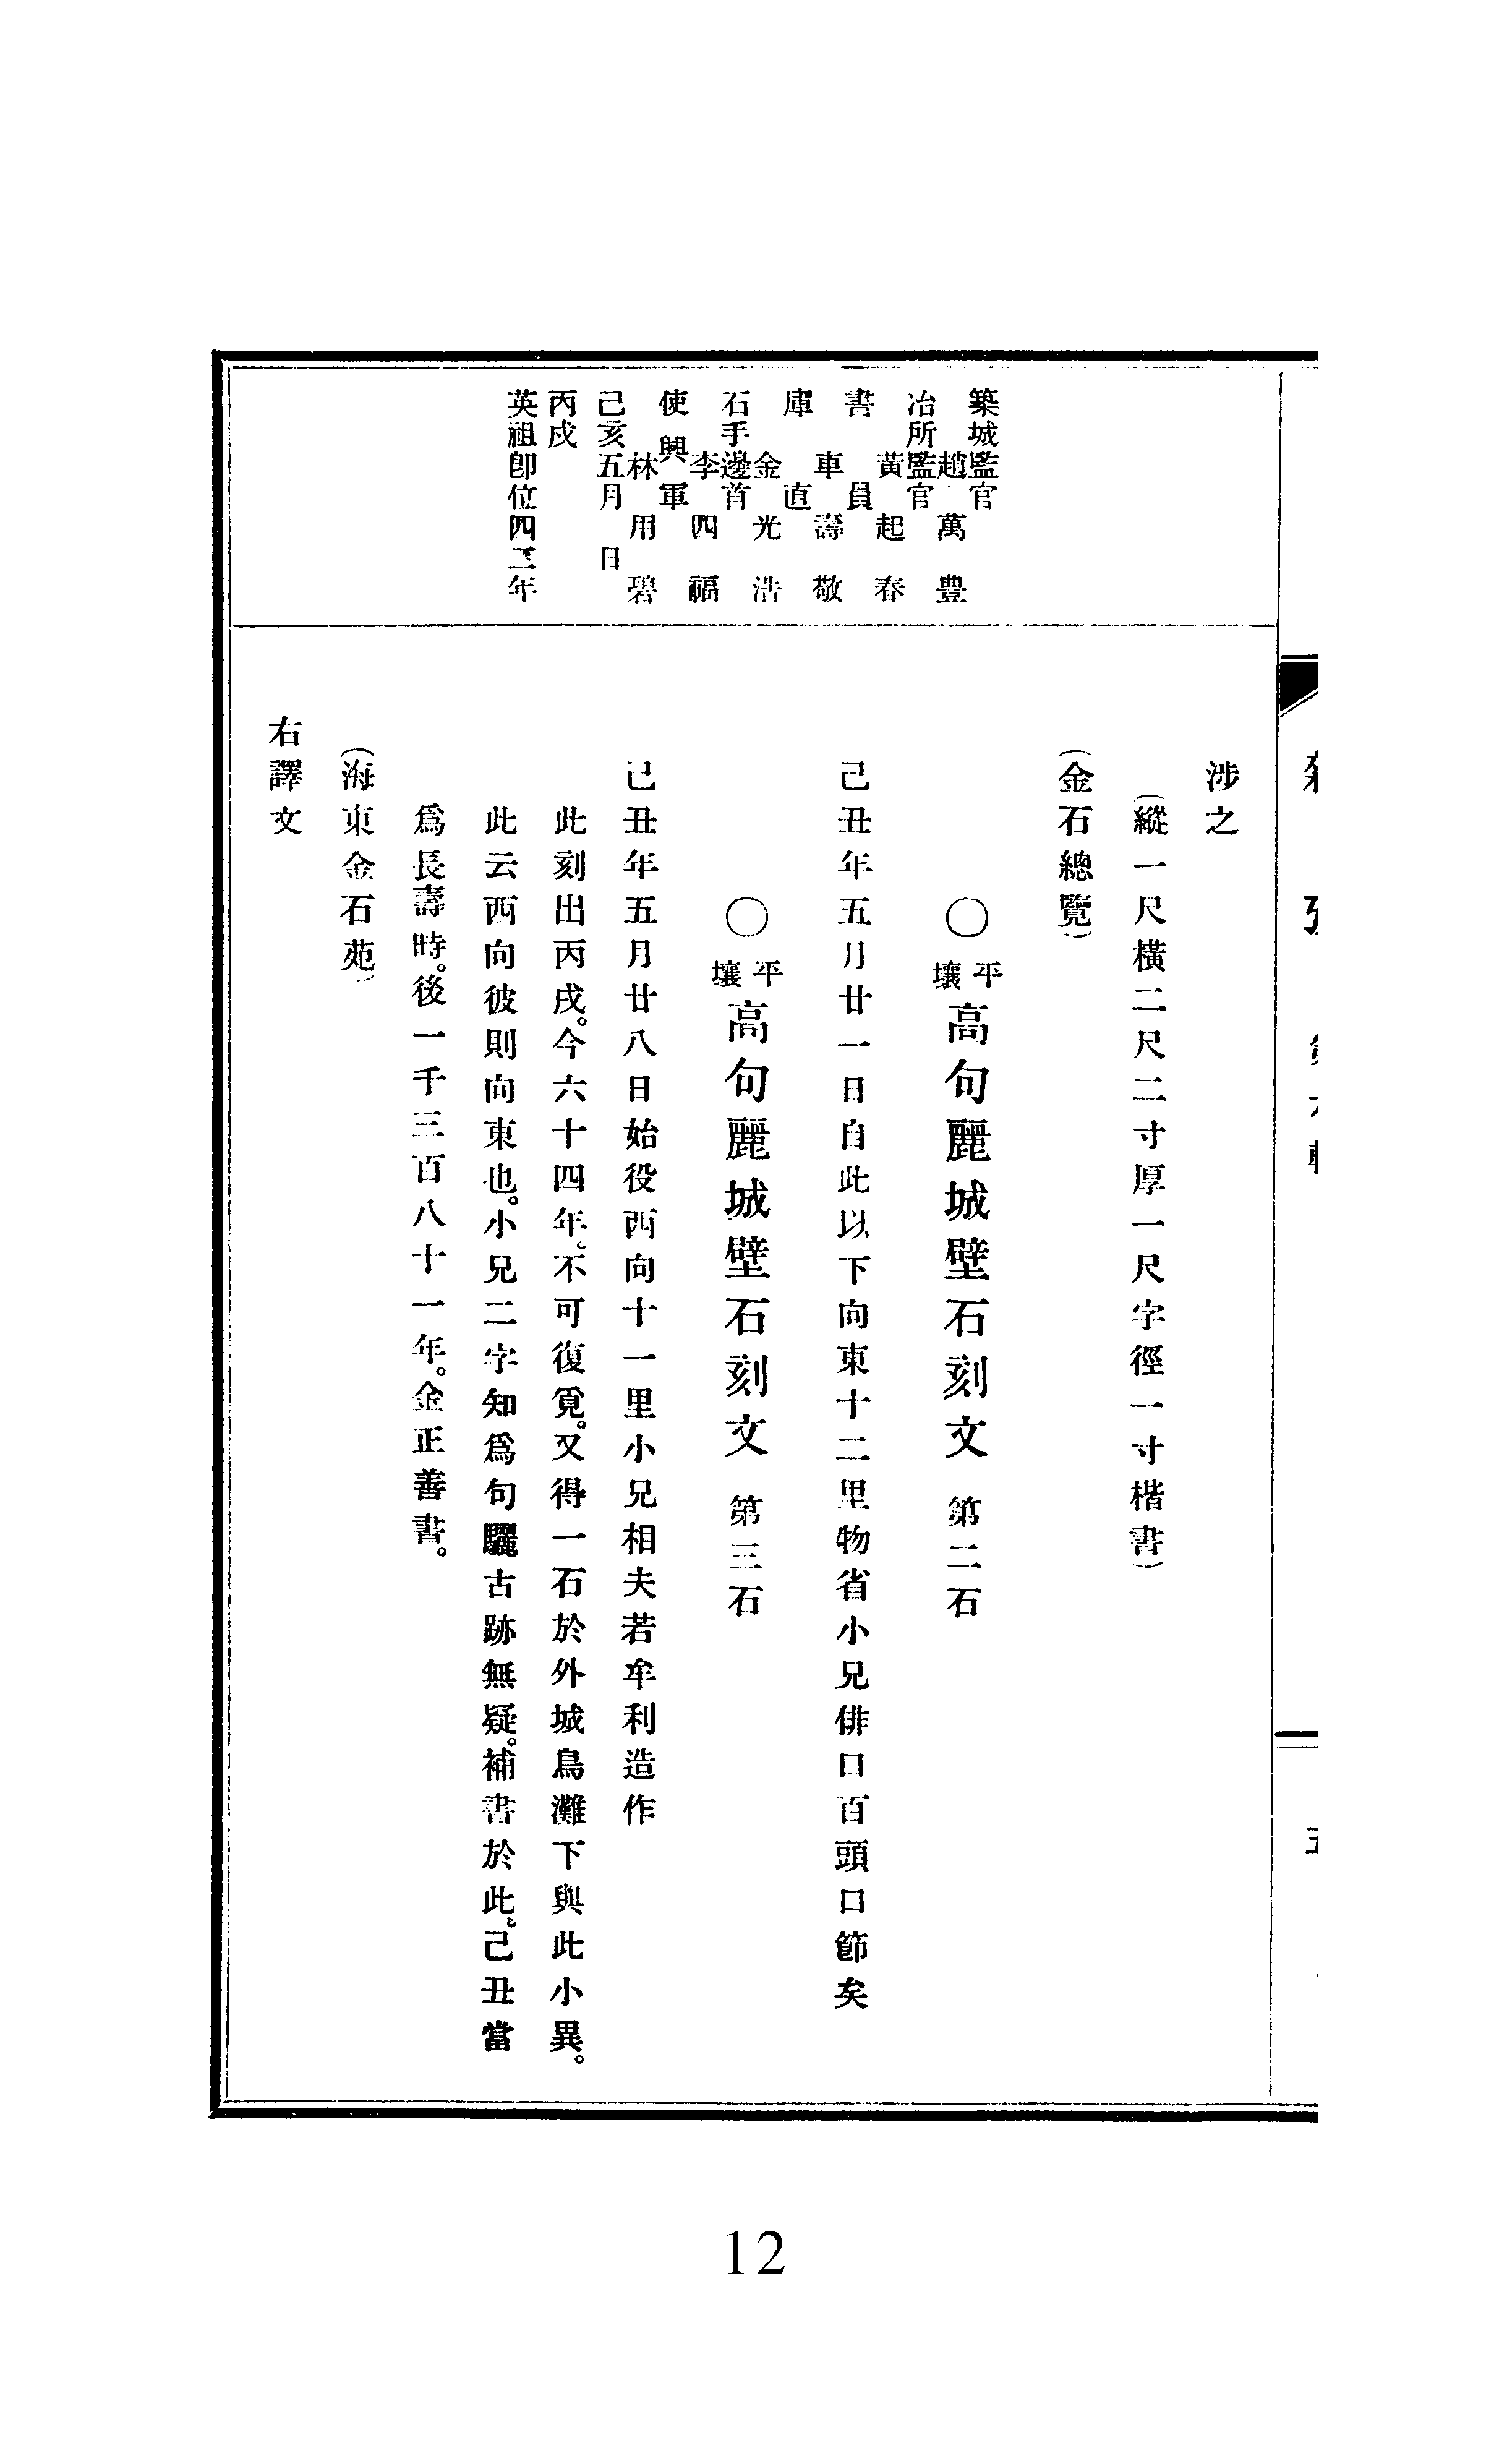 築城監官
趙萬豊
冶所監官
黃起春
書員
車壽敬
庫直
金光浩
石手邊首
李四福
使興軍
林用碧
己亥五月 日
丙戌
英祖卽位四二年
涉之
(縱一尺橫二尺二寸厚一尺字徑一寸楷書)
(金石總覽)
〇平壤高句麗城壁石刻文 第二石
己丑年五月廿一日自此以下向東十二里物省小兄俳口百頭口節矣
〇平壤高句麗城壁石刻文 第三石
己丑年五月廿八日始役西向十一里小兄相夫若牟利造作
此刻出丙戌。今六十四年。不可復覓。又得一石於外城烏灘下與此小異。
此云西向彼則向東也。小兄二字知爲句驪古跡無疑。補書於此。己丑當
爲長壽時。後一千三百八十一年。金正善書。
(海東金石苑)
右譯文
12